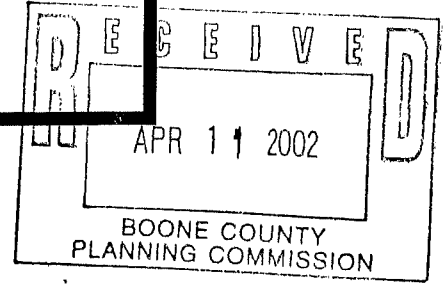 RECEIVED
APR 11 2002
BOONE COUNTY
PLANNING COMMISSION